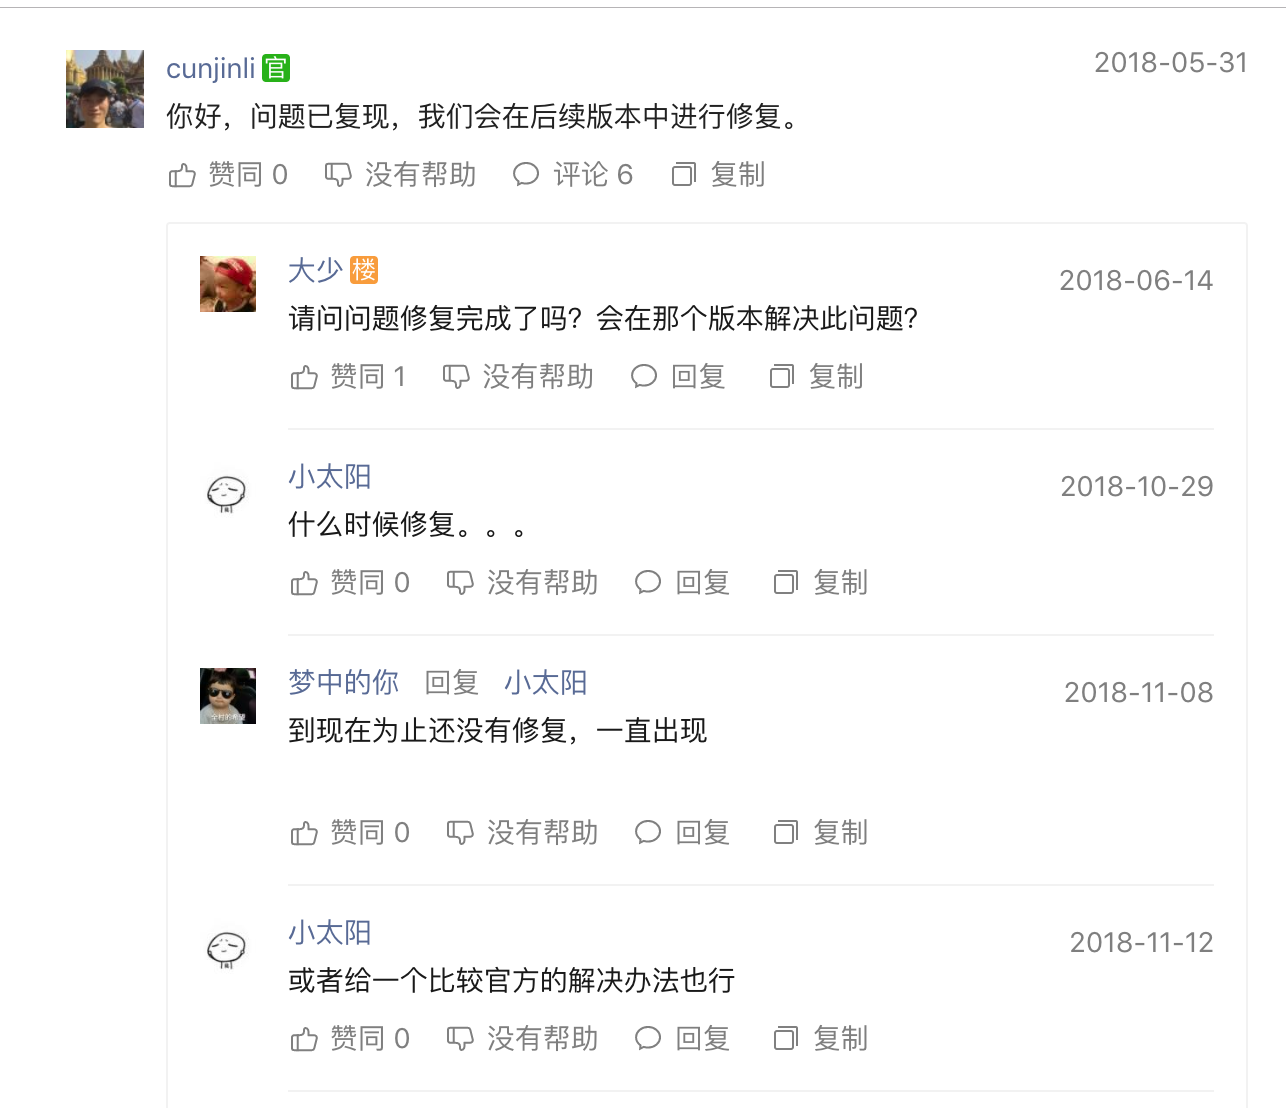 cunjinli 官 2018-05-31
你好，问题已复现，我们会在后续版本中进行修复。
赞同 0 没有帮助 评论 6 复制
大少 楼 2018-06-14
请问问题修复完成了吗？会在那个版本解决此问题？
赞同 1 没有帮助 回复 复制
小太阳 2018-10-29
什么时候修复。。。
赞同 0 没有帮助 回复 复制
梦中的你 回复 小太阳 2018-11-08
全村的希望
到现在为止还没有修复，一直出现
赞同 0 没有帮助 回复 复制
小太阳 2018-11-12
或者给一个比较官方的解决办法也行
赞同 0 没有帮助 回复 复制